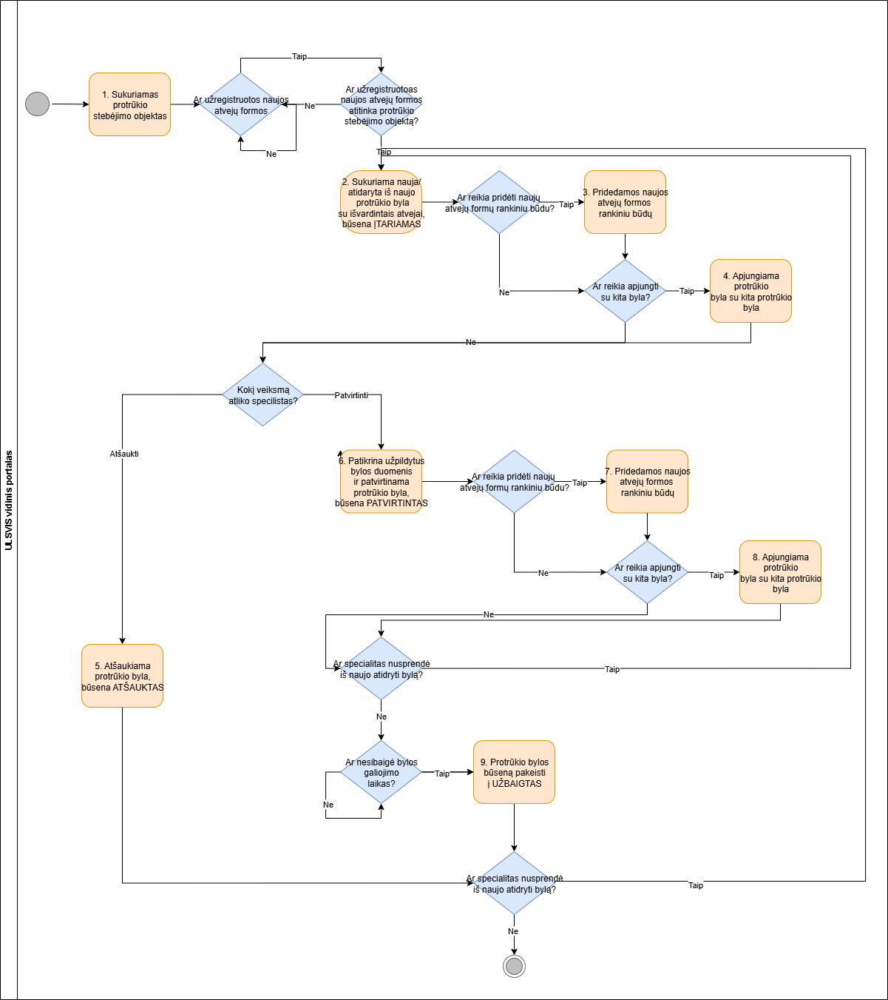 ULSVIS vidinis portalas
Taip
1. Sukuriamas
protrūkio
stebėjimo objektas
Ar užregistruotos naujos
atvejų formos
Ne
Ne
Ar užregistruotoas
naujos atvejų formos
atitinka protrūkio
stebėjimo objektą?
Taip
2. Sukuriama nauja/
atidaryta iš naujo
protrūkio byla
su išvardintais atvejai,
būsena ĮTARIAMAS
Ar reikia pridėti naujų
atvejų formų rankiniu būdu?
Taip
3. Pridedamos naujos
atvejų formos
rankiniu būdų
Ne
Ar reikia apjungti
su kita byla?
Taip
4. Apjungiama
protrūkio
byla su kita protrūkio
byla
Ne
Kokį veiksmą
atliko specilistas?
Patvirtinti
Atšaukti
6. Patikrina užpildytus
bylos duomenis
ir patvirtinama
protrūkio byla,
būsena PATVIRTINTAS
Ar reikia pridėti naujų
atvejų formų rankiniu būdu?
Taip
7. Pridedamos naujos
atvejų formos
rankiniu būdų
Ne
Ar reikia apjungti
su kita byla?
Taip
8. Apjungiama
protrūkio
byla su kita protrūkio
byla
Ne
5. Atšaukiama
protrūkio byla,
būsena ATŠAUKTAS
Ar specialitas nusprendė
iš naujo atidryti bylą?
Taip
Ne
Ar nesibaigė bylos
galiojimo
laikas?
Taip
Ne
9. Protrūkio bylos
būseną pakeisti
į UŽBAIGTAS
Ar specialitas nusprendė
iš naujo atidryti bylą?
Taip
Ne